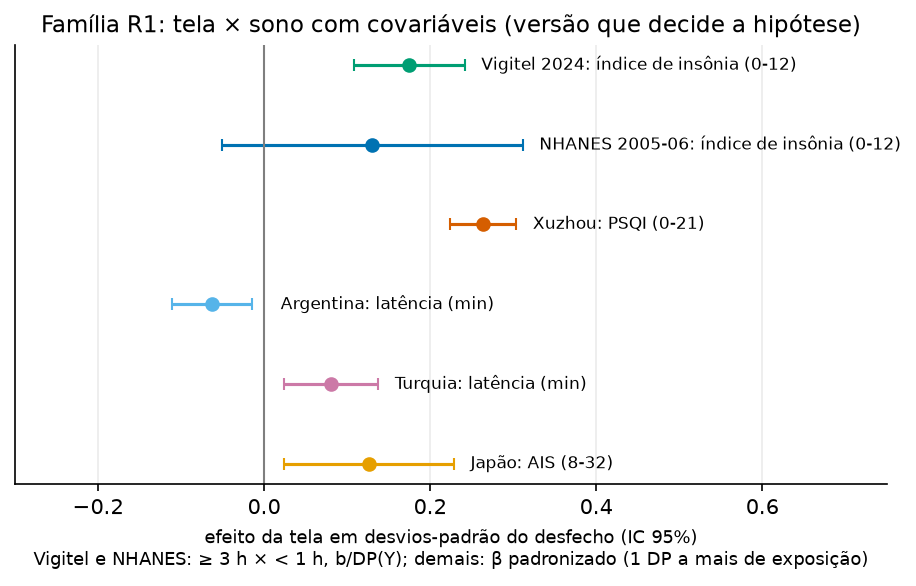 Família R1: tela × sono com covariáveis (versão que decide a hipótese)
Vigitel 2024: índice de insônia (0-12)
NHANES 2005-06: índice de insônia (0-12)
Xuzhou: PSQI (0-21)
Argentina: latência (min)
Turquia: latência (min)
Japão: AIS (8-32)
−0.2 0.0 0.2 0.4 0.6
efeito da tela em desvios-padrão do desfecho (IC 95%)
Vigitel e NHANES: ≥ 3 h × < 1 h, b/DP(Y); demais: β padronizado (1 DP a mais de exposição)